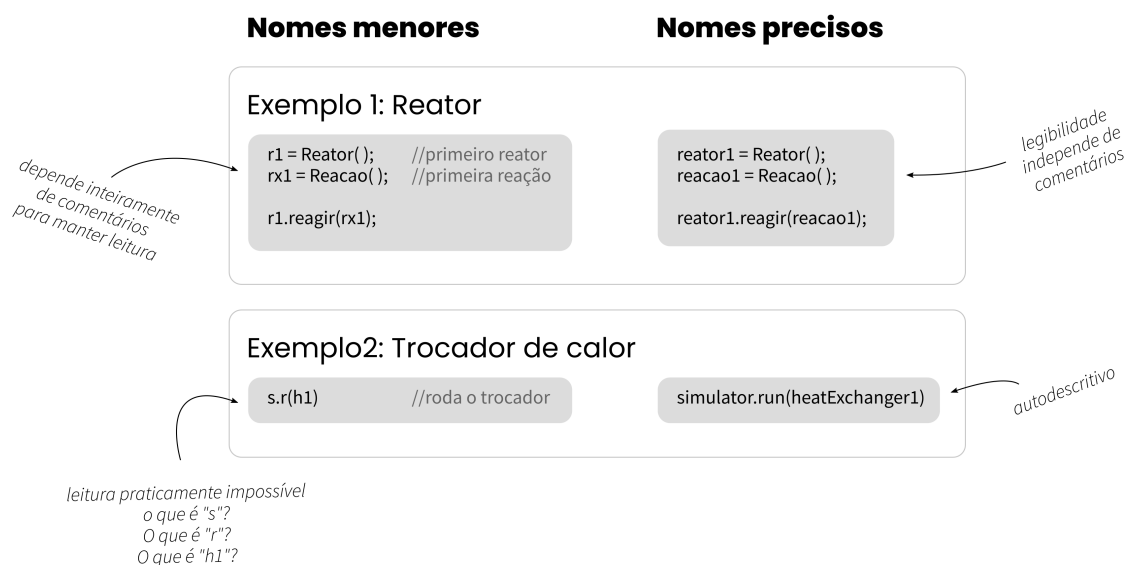 Nomes menores
Nomes precisos
Exemplo 1: Reator
r1 = Reator( ); //primeiro reator
rx1 = Reacao( ); //primeira reação
r1.reagir(rx1);
reator1 = Reator( );
reacao1 = Reacao( );
reator1.reagir(reacao1);
depende inteiramente
de comentários
para manter leitura
legibilidade
independe de
comentários
Exemplo2: Trocador de calor
s.r(h1) //roda o trocador
simulator.run(heatExchanger1)
autodescritivo
leitura praticamente impossível
o que é "s"?
O que é "r"?
O que é "h1"?